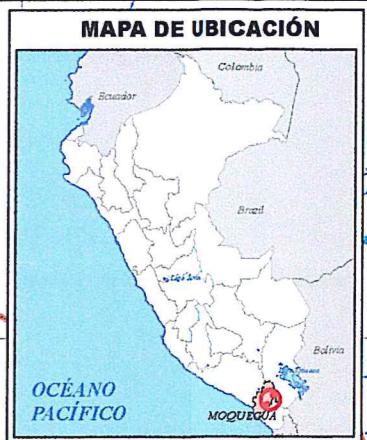 MAPA DE UBICACIÓN
Colombia
Ecuador
Brazil
Bolivia
OCÉANO
PACÍFICO
MOQUEGUA